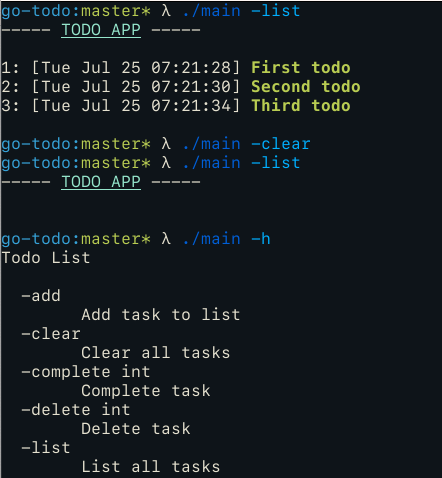 go-todo:master* λ ./main -list
----- TODO APP -----
1: [Tue Jul 25 07:21:28] First todo
2: [Tue Jul 25 07:21:30] Second todo
3: [Tue Jul 25 07:21:34] Third todo
go-todo:master* λ ./main -clear
go-todo:master* λ ./main -list
----- TODO APP -----
go-todo:master* λ ./main -h
Todo List
-add
Add task to list
-clear
Clear all tasks
-complete int
Complete task
-delete int
Delete task
-list
List all tasks